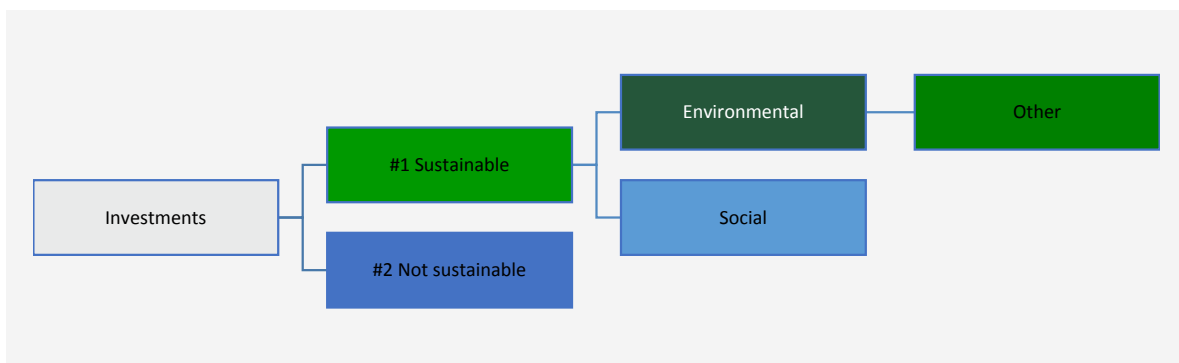 Investments
#1 Sustainable
#2 Not sustainable
Environmental
Social
Other